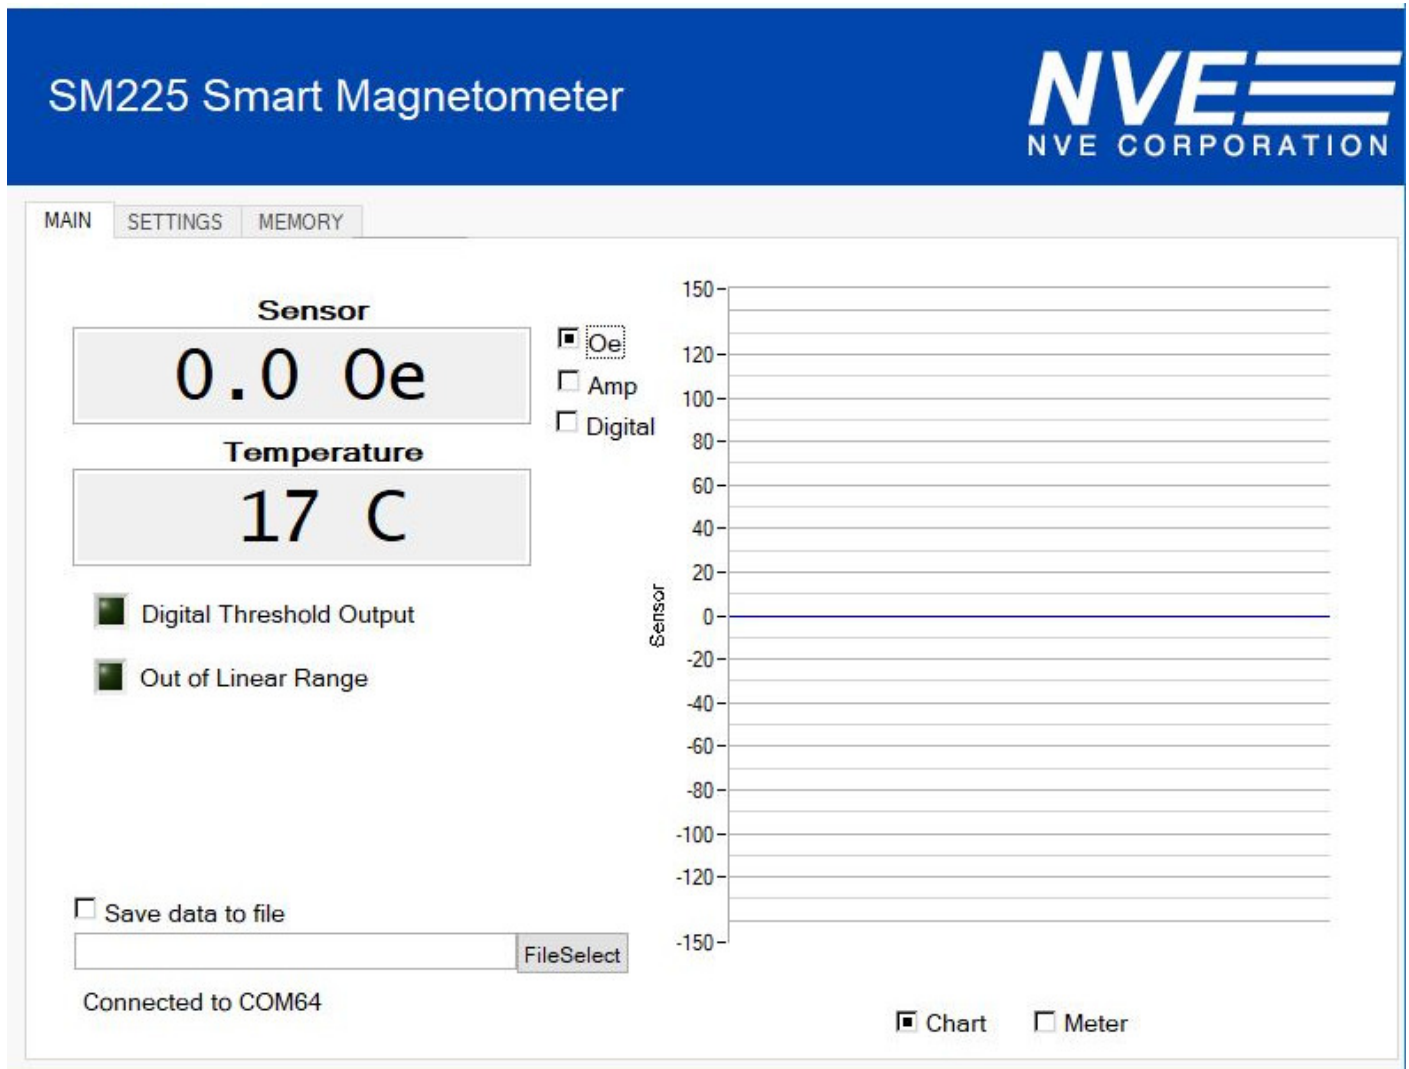 SM225 Smart Magnetometer
NVE
NVE CORPORATION
MAIN SETTINGS MEMORY
Sensor
0.0 Oe
Oe
Amp
Digital
Temperature
17 C
Digital Threshold Output
Out of Linear Range
Save data to file
FileSelect
Connected to COM64
Sensor
150
120
100
80
60
40
20
0
-20
-40
-60
-80
-100
-120
-150
Chart Meter